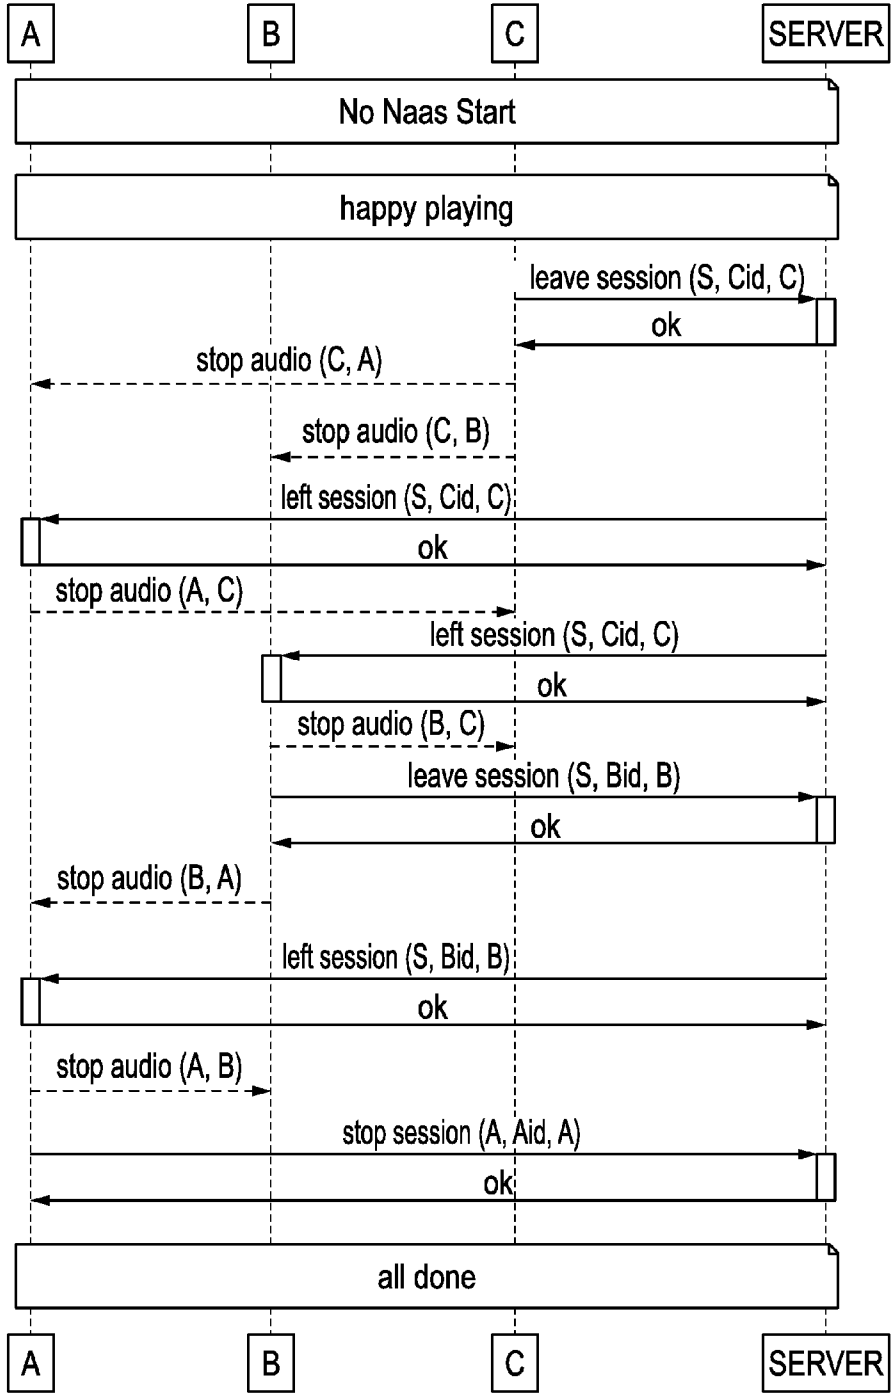 A B C SERVER
No Naas Start
happy playing
leave session (S, Cid, C)
ok
stop audio (C, A)
stop audio (C, B)
left session (S, Cid, C)
ok
stop audio (A, C)
left session (S, Cid, C)
ok
stop audio (B, C)
leave session (S, Bid, B)
ok
stop audio (B, A)
left session (S, Bid, B)
ok
stop audio (A, B)
stop session (A, Aid, A)
ok
all done
A B C SERVER